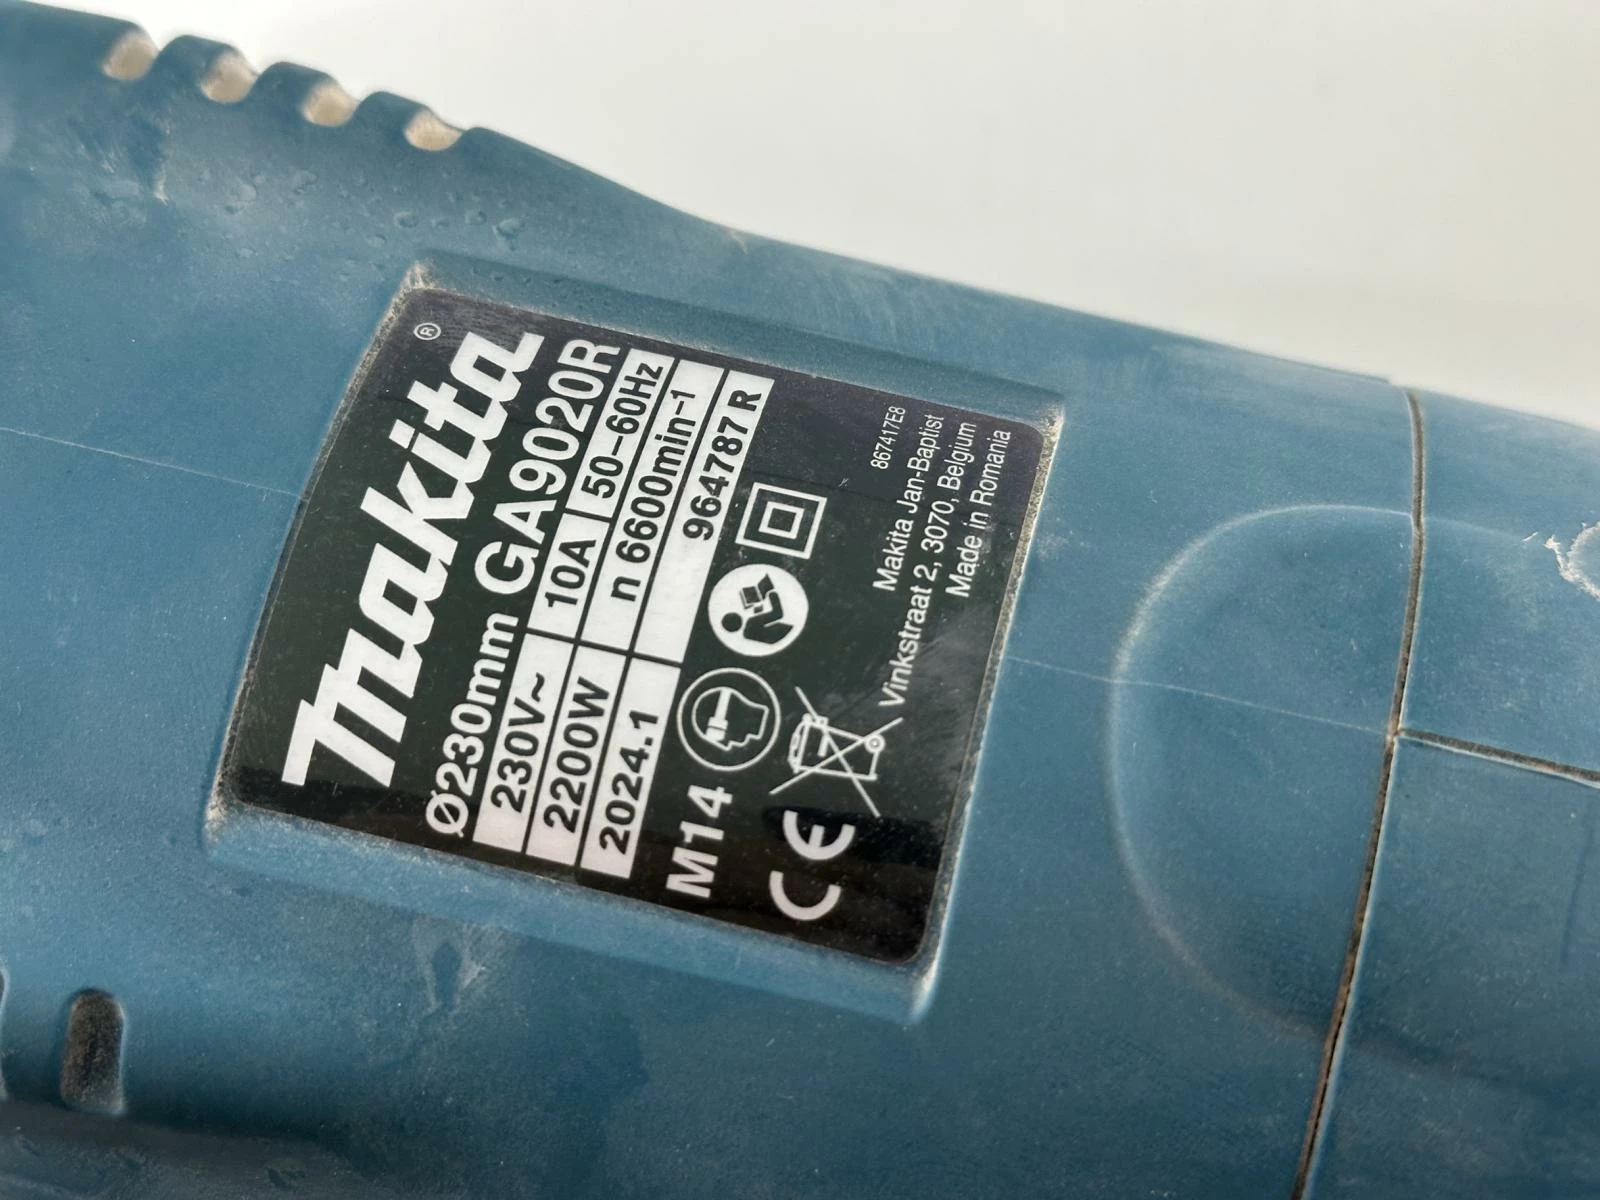 makita®
Ø230mm GA9020R
230V~ 10A 50–60Hz
2200W n 6600min–1
2024.1 964787 R
M14
CE
867417E8
Makita Jan-Baptist
Vinkstraat 2, 3070, Belgium
Made in Romania